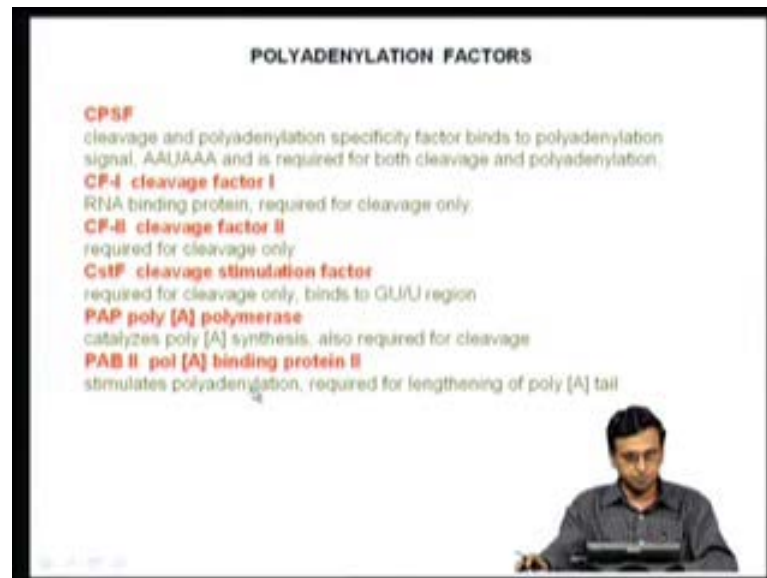 POLYADENYLATION FACTORS
CPSF
cleavage and polyadenylation specificity factor binds to polyadenylation
signal, AAUAAA and is required for both cleavage and polyadenylation.
CF-I cleavage factor I
RNA binding protein, required for cleavage only.
CF-II cleavage factor II
required for cleavage only
CstF cleavage stimulation factor
required for cleavage only, binds to GU/U region
PAP poly [A] polymerase
catalyzes poly [A] synthesis, also required for cleavage
PAB II pol [A] binding protein II
stimulates polyadenylation, required for lengthening of poly [A] tail